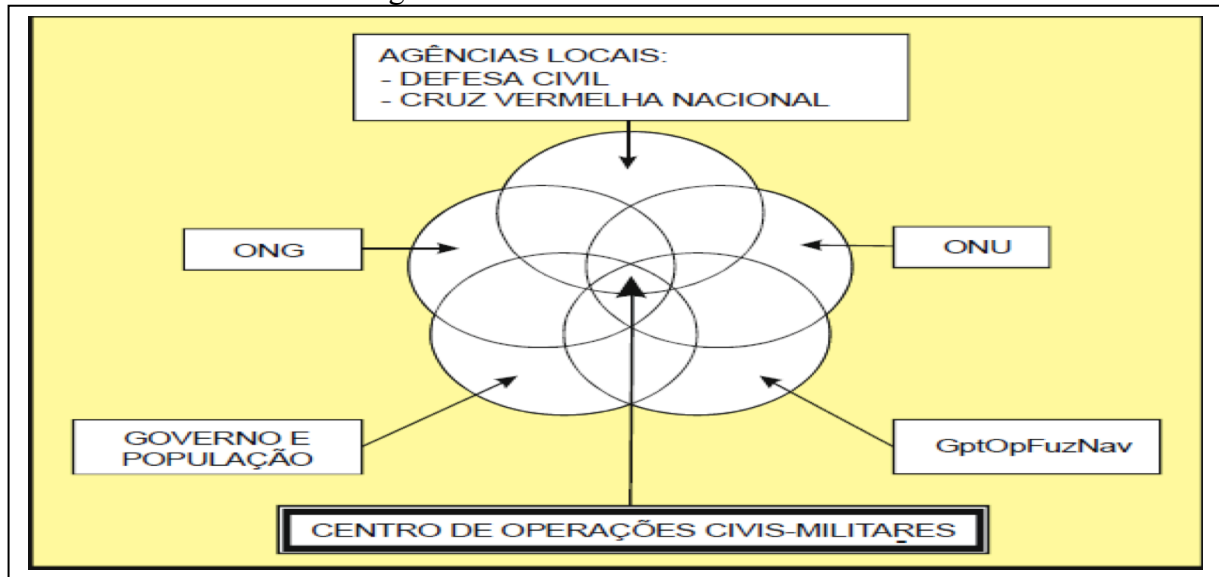 AGÊNCIAS LOCAIS:
- DEFESA CIVIL
- CRUZ VERMELHA NACIONAL
ONG
ONU
GOVERNO E
POPULAÇÃO
GptOpFuzNav
CENTRO DE OPERAÇÕES CIVIS-MILITARES